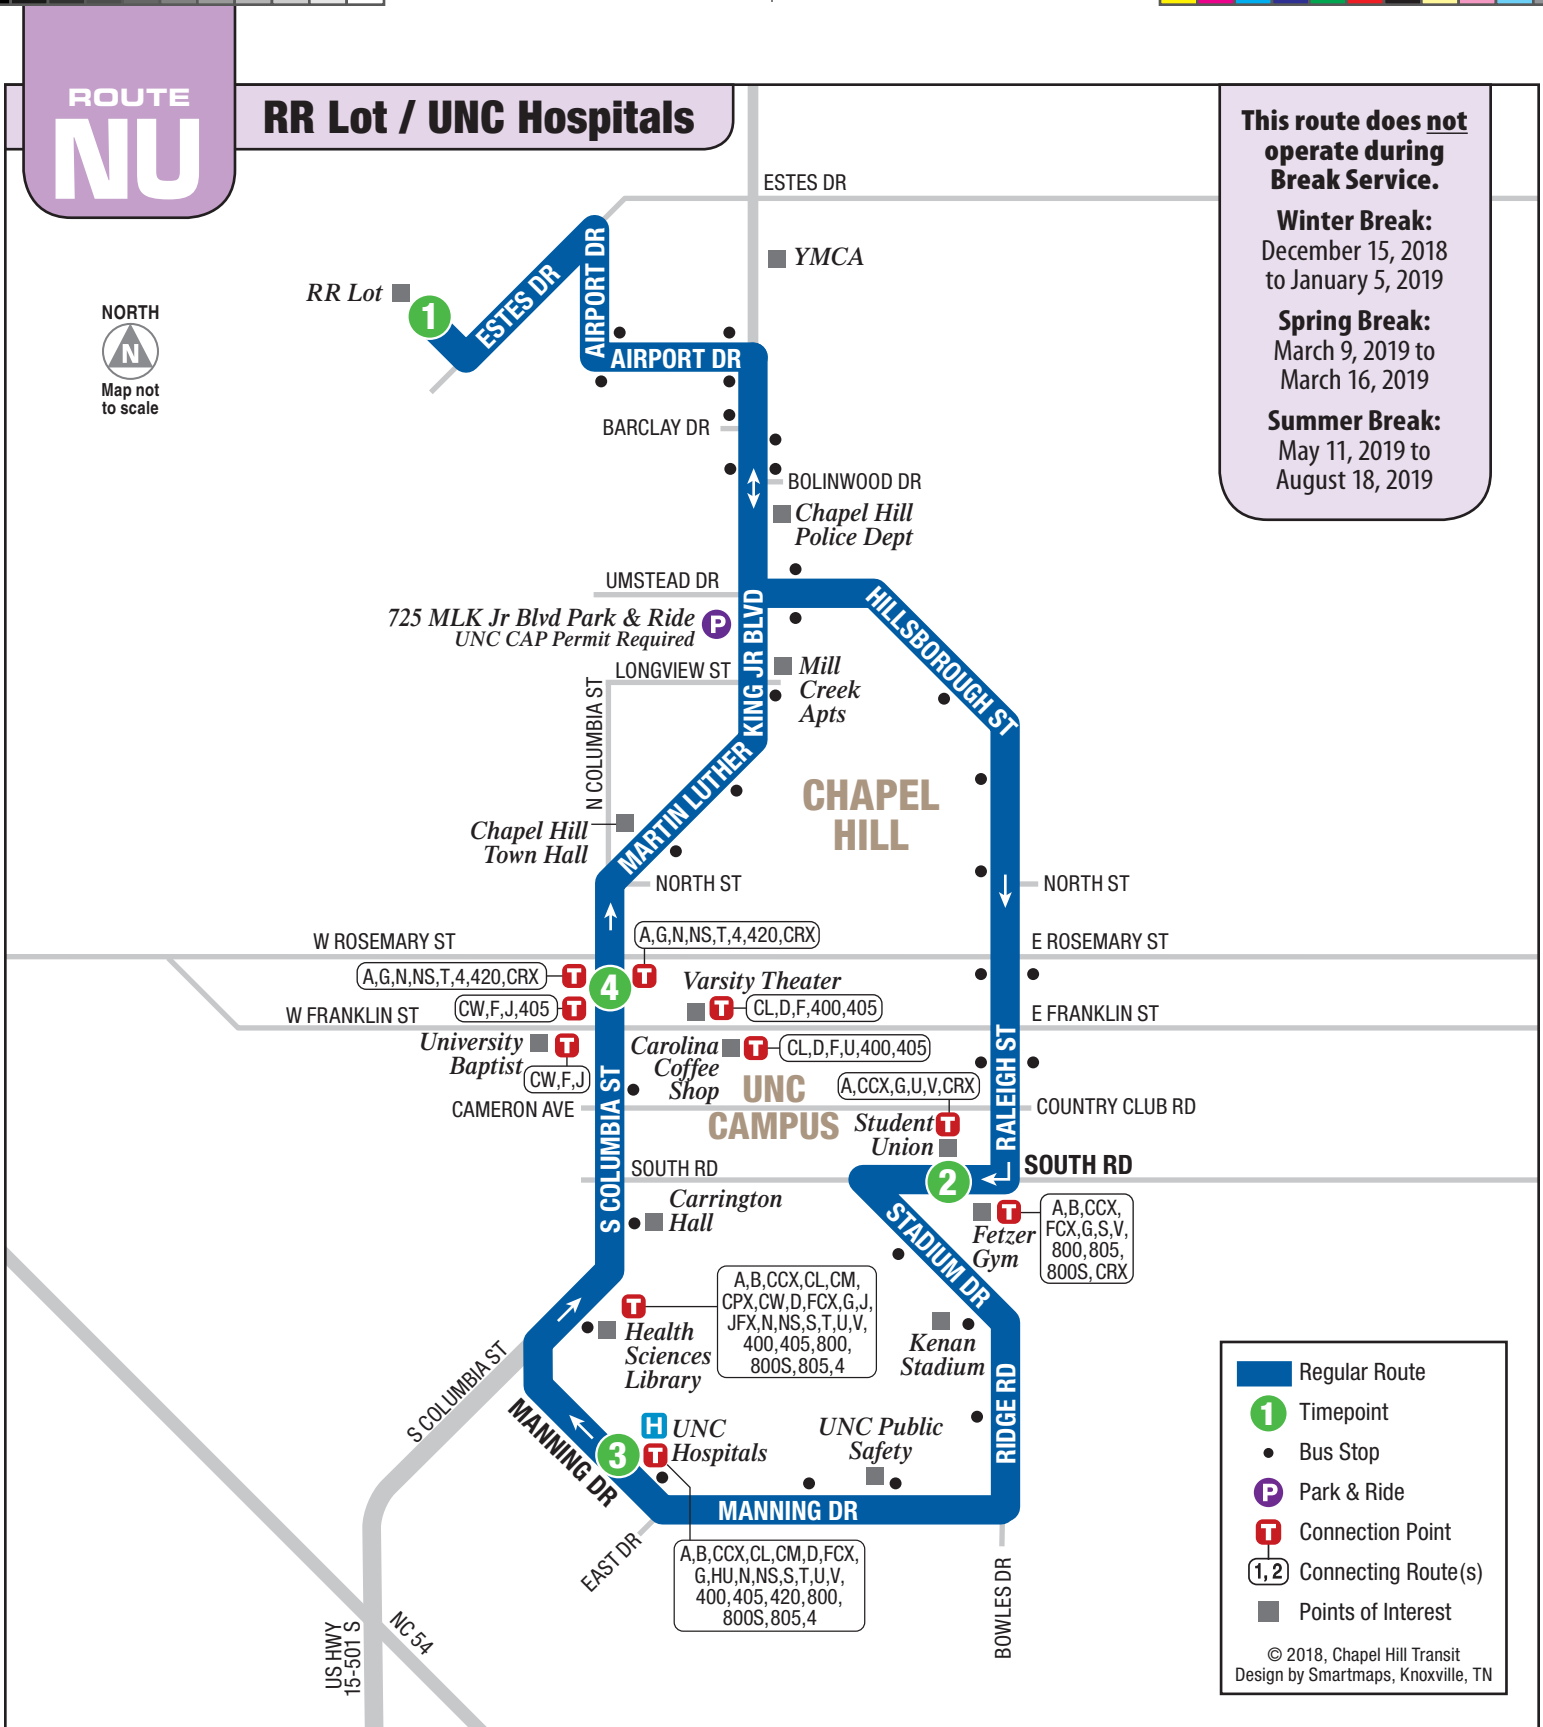 ROUTE
NU
RR Lot / UNC Hospitals
This route does not
operate during
Break Service.
Winter Break:
December 15, 2018
to January 5, 2019
Spring Break:
March 9, 2019 to
March 16, 2019
Summer Break:
May 11, 2019 to
August 18, 2019
NORTH
N
Map not
to scale
ESTES DR
YMCA
RR Lot
1
ESTES DR
AIRPORT DR
AIRPORT DR
BARCLAY DR
BOLINWOOD DR
Chapel Hill
Police Dept
UMSTEAD DR
725 MLK Jr Blvd Park & Ride
UNC CAP Permit Required
P
HILLSBOROUGH ST
LONGVIEW ST
Mill
Creek
Apts
N COLUMBIA ST
MARTIN LUTHER
KING JR BLVD
CHAPEL
HILL
Chapel Hill
Town Hall
NORTH ST
NORTH ST
W ROSEMARY ST
A,G,N,NS,T,4,420,CRX
E ROSEMARY ST
A,G,N,NS,T,4,420,CRX
T
4
T
Varsity Theater
CW,F,J,405
T
T
CL,D,F,400,405
W FRANKLIN ST
E FRANKLIN ST
University
Baptist
T
CW,F,J
Carolina
Coffee
Shop
T
CL,D,F,U,400,405
UNC
CAMPUS
A,CCX,G,U,V,CRX
CAMERON AVE
COUNTRY CLUB RD
Student
Union
T
S COLUMBIA ST
RALEIGH ST
SOUTH RD
SOUTH RD
2
Carrington
Hall
STADIUM DR
Fetzer
Gym
T
A,B,CCX,
FCX,G,S,V,
800,805,
800S,CRX
T
Health
Sciences
Library
A,B,CCX,CL,CM,
CPX,CW,D,FCX,G,J,
JFX,N,NS,S,T,U,V,
400,405,800,
800S,805,4
Kenan
Stadium
RIDGE RD
S COLUMBIA ST
MANNING DR
3
H
T
UNC
Hospitals
UNC Public
Safety
MANNING DR
EAST DR
A,B,CCX,CL,CM,D,FCX,
G,HU,N,NS,S,T,U,V,
400,405,420,800,
800S,805,4
BOWLES DR
US HWY
15-501 S
NC 54
Regular Route
1 Timepoint
Bus Stop
P Park & Ride
T Connection Point
1,2 Connecting Route(s)
Points of Interest
© 2018, Chapel Hill Transit
Design by Smartmaps, Knoxville, TN